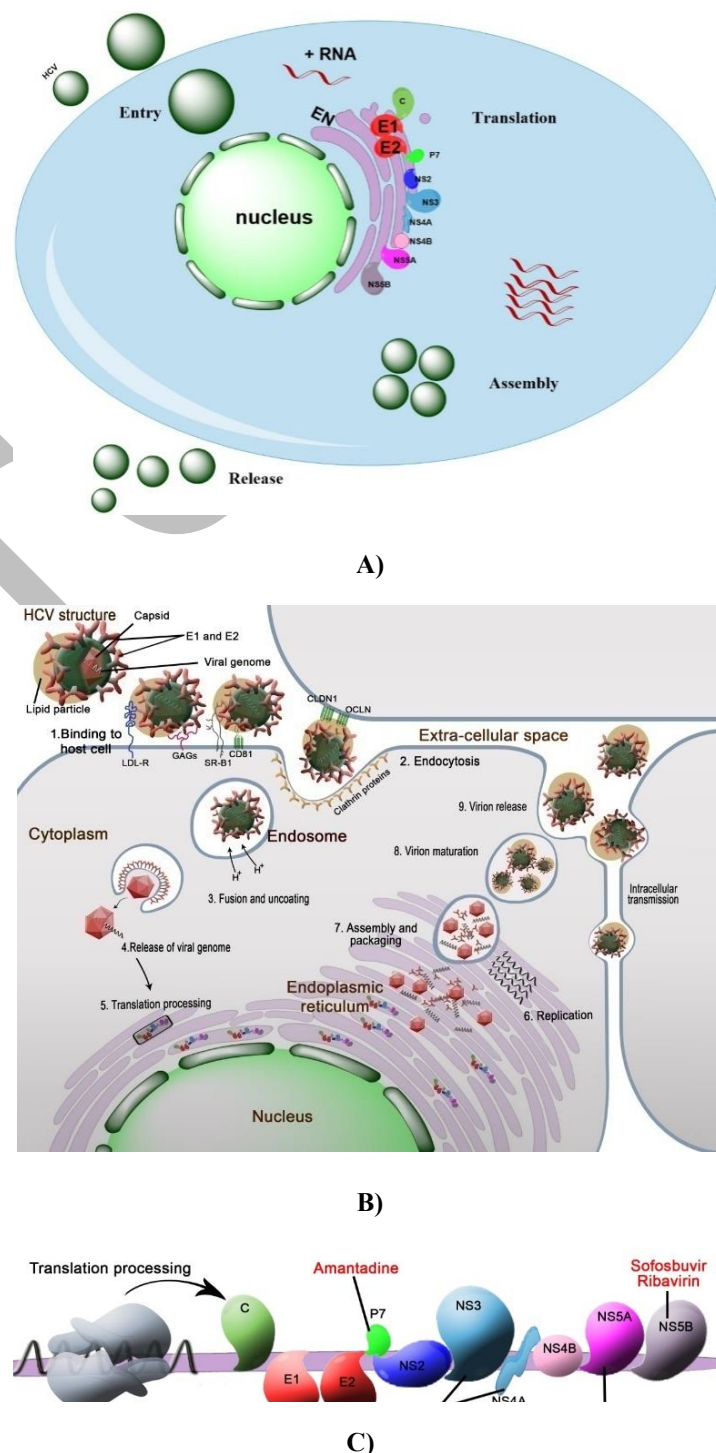 HCV
+ RNA
Entry
EN
C
E1
E2
Translation
P7
NS2
NS3
NS4A
NS4B
NS5A
NS5B
nucleus
Assembly
Release
A)
HCV structure
Capsid
E1 and E2
Viral genome
Lipid particle
1.Binding to
host cell
LDL-R
GAGs
SR-B1
CD81
CLDN1
OCLN
Extra-cellular space
2. Endocytosis
Clathrin proteins
9. Virion release
Cytoplasm
Endosome
8. Virion maturation
H+
H+
3. Fusion and uncoating
Intracellular
transmission
4.Release of viral genome
7. Assembly and
packaging
5. Translation processing
Endoplasmic
reticulum
6. Replication
Nucleus
B)
Translation processing
C
Amantadine
P7
Sofosbuvir
Ribavirin
NS3
NS5A
NS5B
NS2
NS4B
E1
E2
NS4A
C)